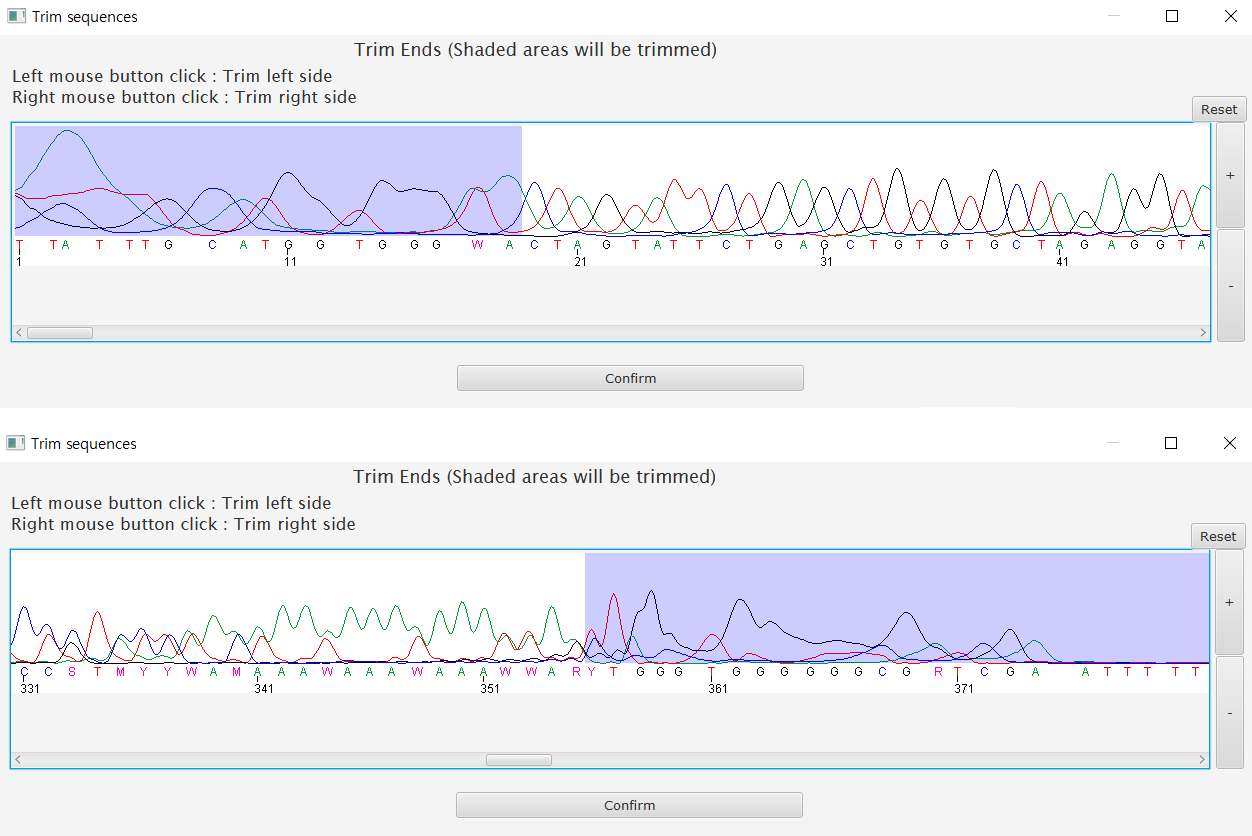 Trim sequences
Trim Ends (Shaded areas will be trimmed)
Left mouse button click : Trim left side
Right mouse button click : Trim right side
Reset
+
T T A T T T G C A T G G T G G G W A C T A G T A T T C T G A G C T G T G T G C T A G A G G T A
1 11 21 31 41
-
Confirm
Trim sequences
Trim Ends (Shaded areas will be trimmed)
Left mouse button click : Trim left side
Right mouse button click : Trim right side
Reset
+
C C S T M Y Y W A M A A A W A A A W A A A W W A R Y T G G G T G G G G G G C G R T C G A A T T T T T
331 341 351 361 371
-
Confirm